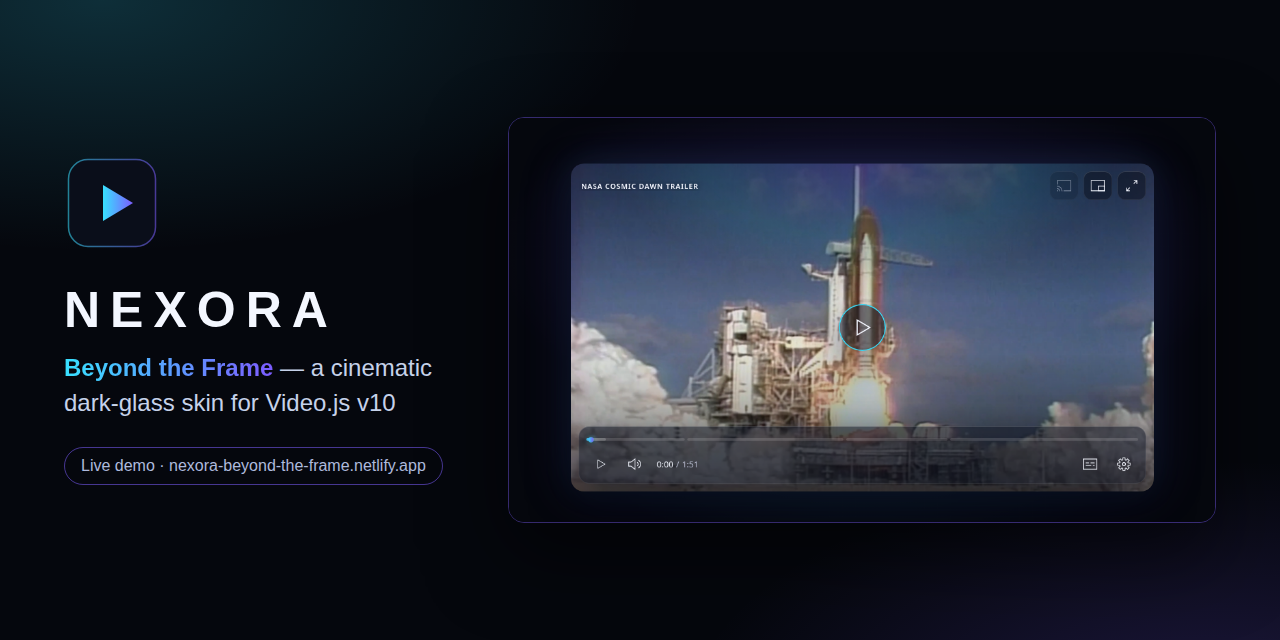 NEXORA
Beyond the Frame — a cinematic
dark-glass skin for Video.js v10
Live demo · nexora-beyond-the-frame.netlify.app
NASA COSMIC DAWN TRAILER
0:00 / 1:51